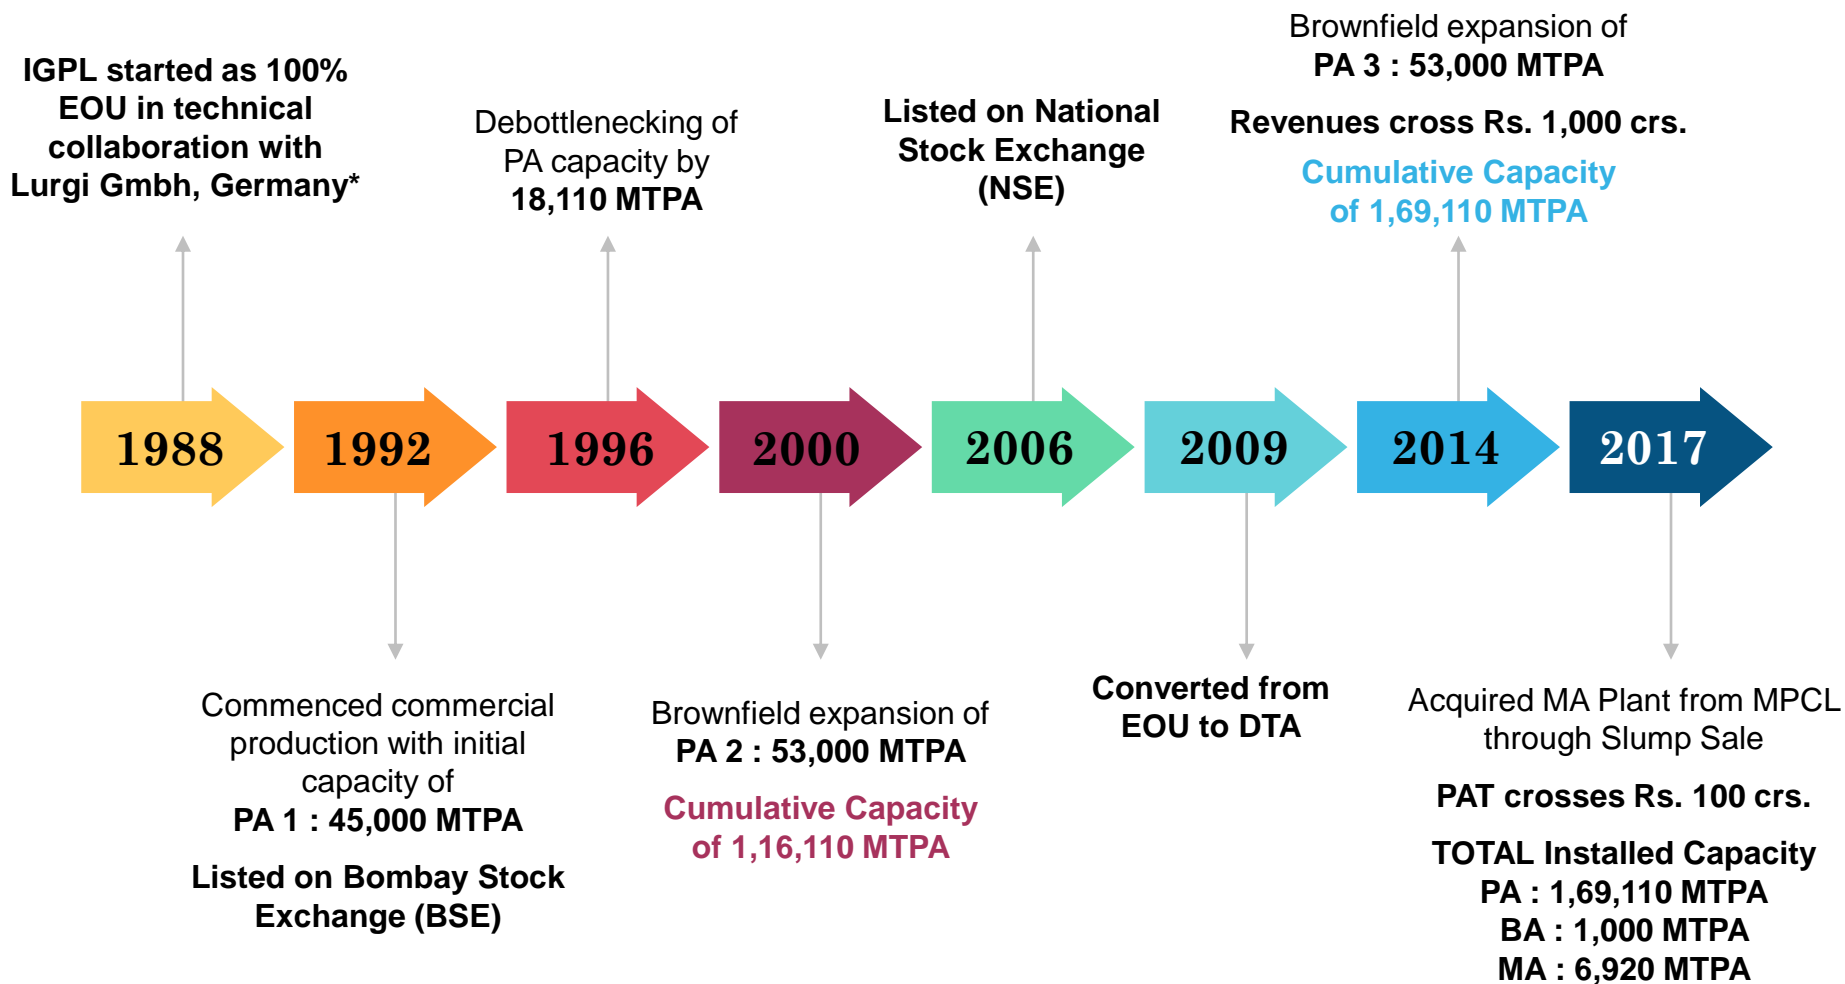 IGPL started as 100%
EOU in technical
collaboration with
Lurgi Gmbh, Germany*
Debottlenecking of
PA capacity by
18,110 MTPA
Listed on National
Stock Exchange
(NSE)
Brownfield expansion of
PA 3 : 53,000 MTPA
Revenues cross Rs. 1,000 crs.
Cumulative Capacity
of 1,69,110 MTPA
1988
1992
1996
2000
2006
2009
2014
2017
Commenced commercial
production with initial
capacity of
PA 1 : 45,000 MTPA
Listed on Bombay Stock
Exchange (BSE)
Brownfield expansion of
PA 2 : 53,000 MTPA
Cumulative Capacity
of 1,16,110 MTPA
Converted from
EOU to DTA
Acquired MA Plant from MPCL
through Slump Sale
PAT crosses Rs. 100 crs.
TOTAL Installed Capacity
PA : 1,69,110 MTPA
BA : 1,000 MTPA
MA : 6,920 MTPA